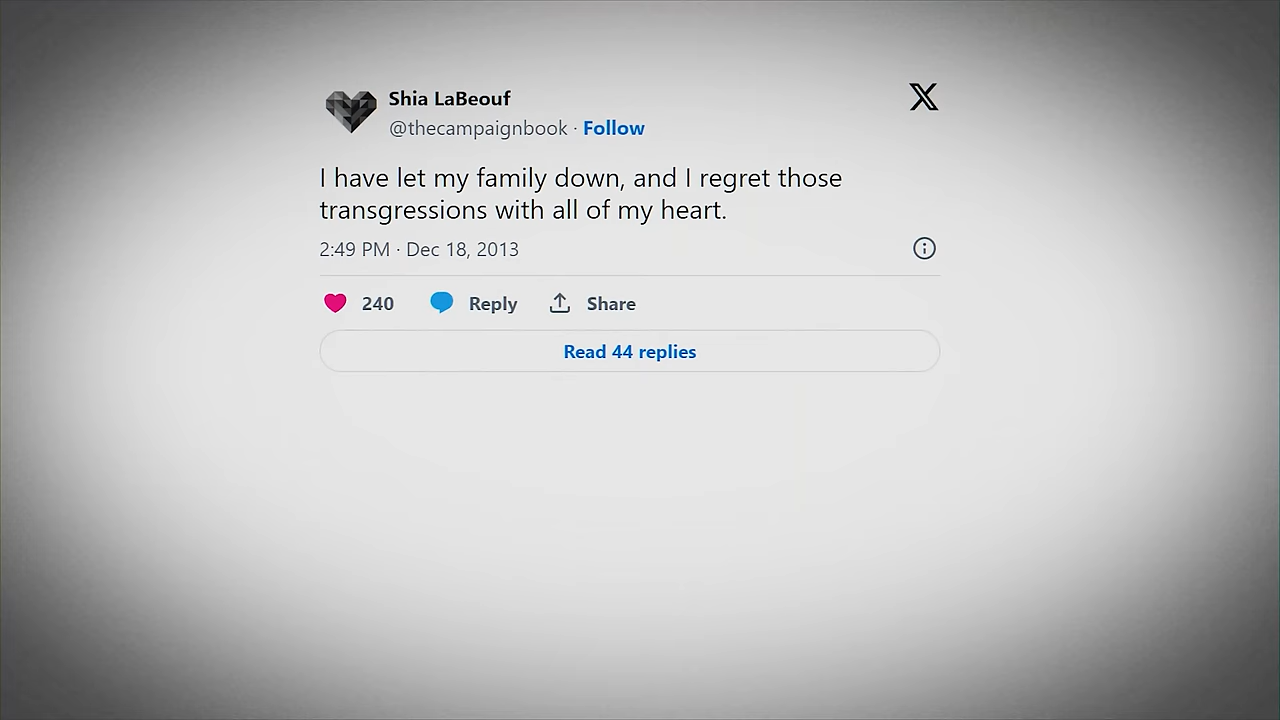 Shia LaBeouf
@thecampaignbook · Follow
I have let my family down, and I regret those
transgressions with all of my heart.
2:49 PM · Dec 18, 2013
240 Reply Share
Read 44 replies